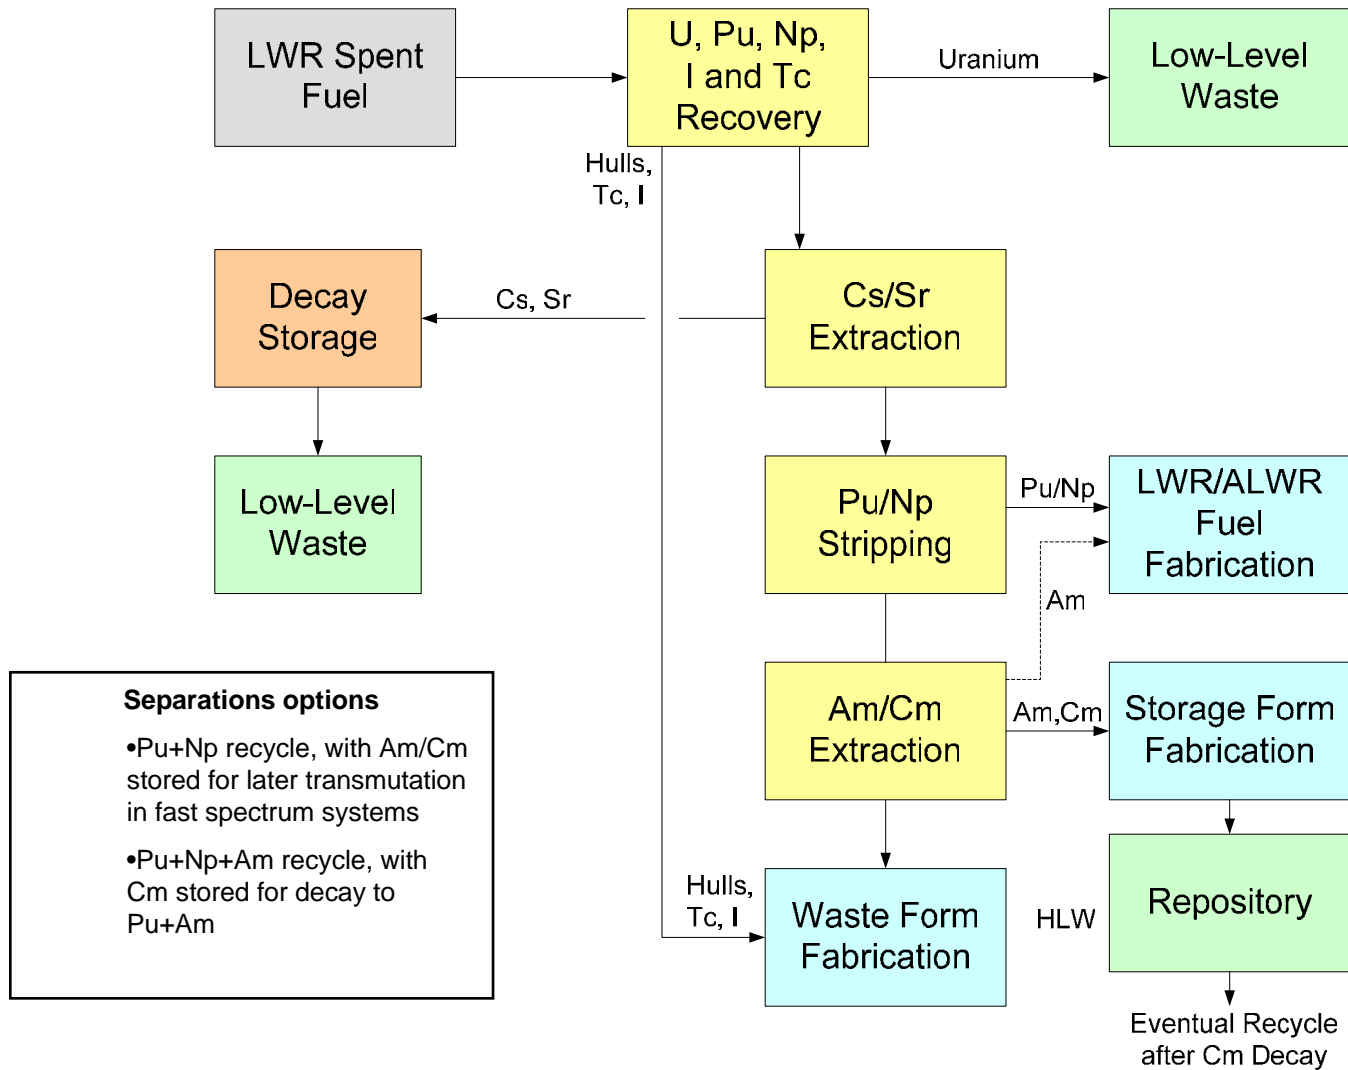 LWR Spent
Fuel
U, Pu, Np,
I and Tc
Recovery
Uranium
Low-Level
Waste
Hulls,
Tc, I
Decay
Storage
Cs, Sr
Cs/Sr
Extraction
Low-Level
Waste
Pu/Np
Stripping
Pu/Np
LWR/ALWR
Fuel
Fabrication
Am
Separations options
•Pu+Np recycle, with Am/Cm
stored for later transmutation
in fast spectrum systems
•Pu+Np+Am recycle, with
Cm stored for decay to
Pu+Am
Am/Cm
Extraction
Am,Cm
Storage Form
Fabrication
Hulls,
Tc, I
Waste Form
Fabrication
HLW
Repository
Eventual Recycle
after Cm Decay